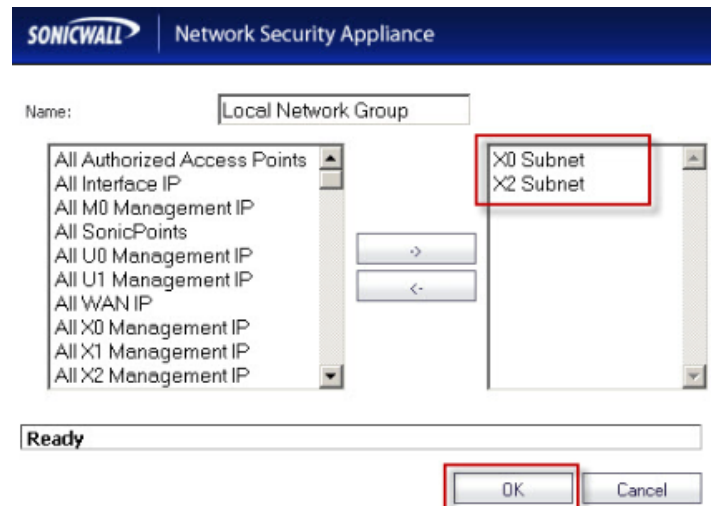 SONICWALL Network Security Appliance
Name: Local Network Group
All Authorized Access Points
All Interface IP
All M0 Management IP
All SonicPoints
All U0 Management IP
All U1 Management IP
All WAN IP
All X0 Management IP
All X1 Management IP
All X2 Management IP
->
<-
X0 Subnet
X2 Subnet
Ready
OK Cancel